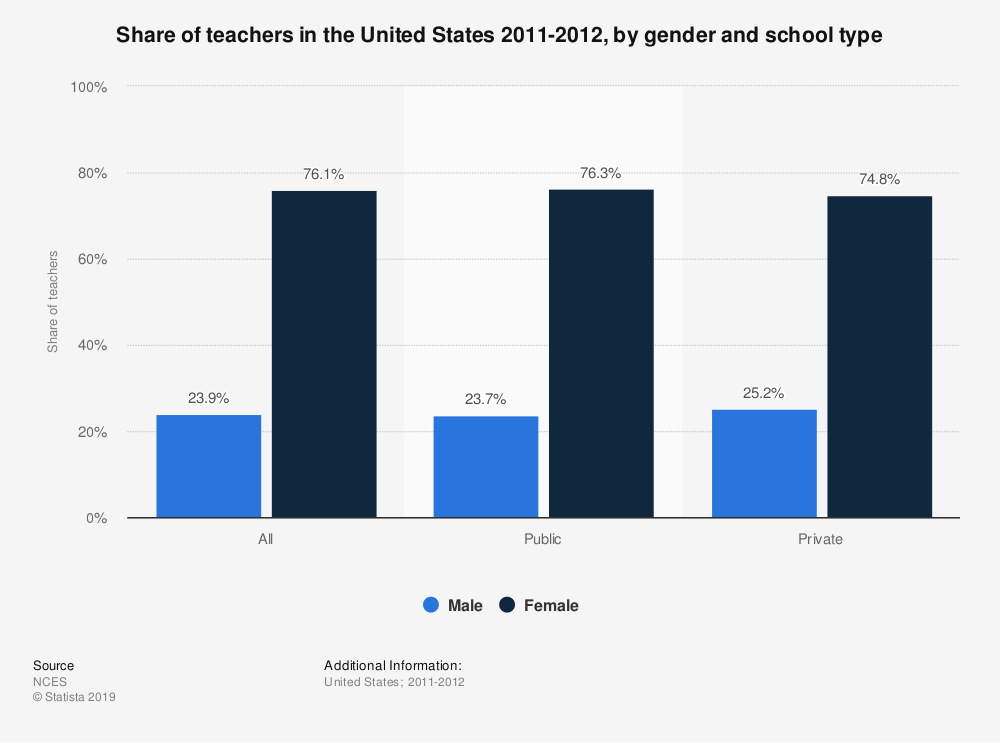 Share of teachers in the United States 2011-2012, by gender and school type
100%
80%
60%
40%
20%
0%
Share of teachers
23.9%
76.1%
23.7%
76.3%
25.2%
74.8%
All
Public
Private
Male
Female
Source
NCES
© Statista 2019
Additional Information:
United States; 2011-2012